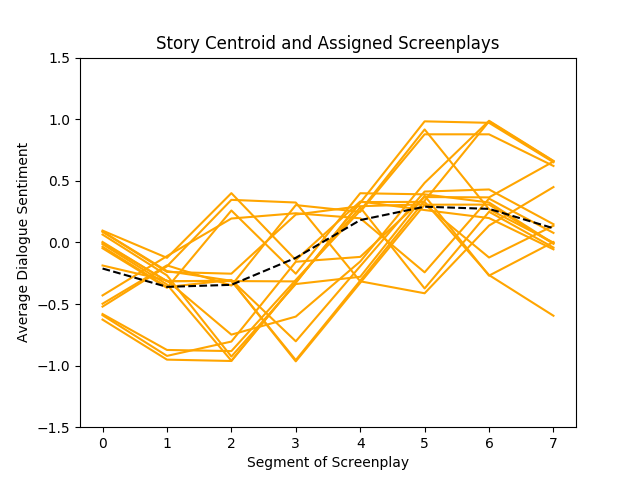 Story Centroid and Assigned Screenplays
1.5
1.0
0.5
0.0
−0.5
−1.0
−1.5
Average Dialogue Sentiment
0 1 2 3 4 5 6 7
Segment of Screenplay